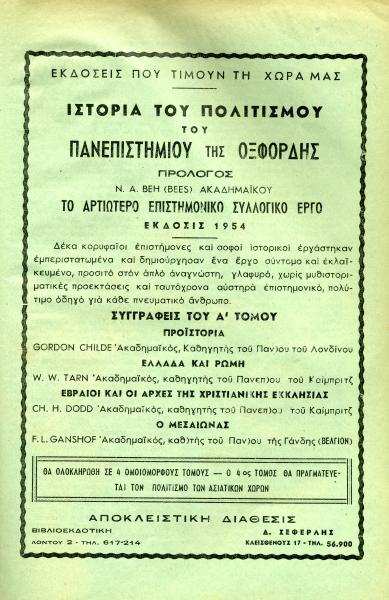 ΕΚΔΟΣΕΙΣ ΠΟΥ ΤΙΜΟΥΝ ΤΗ ΧΩΡΑ ΜΑΣ
ΙΣΤΟΡΙΑ ΤΟΥ ΠΟΛΙΤΙΣΜΟΥ
ΤΟΥ
ΠΑΝΕΠΙΣΤΗΜΙΟΥ ΤΗΣ ΟΞΦΟΡΔΗΣ
ΠΡΟΛΟΓΟΣ
Ν. Α. ΒΕΗ (BEES) ΑΚΑΔΗΜΑΪΚΟΥ
ΤΟ ΑΡΤΙΩΤΕΡΟ ΕΠΙΣΤΗΜΟΝΙΚΟ ΣΥΛΛΟΓΙΚΟ ΕΡΓΟ
ΕΚΔΟΣΙΣ 1954
Δέκα κορυφαῖοι ἐπιστήμονες καὶ σοφοὶ ἱστορικοὶ ἐργάστηκαν
ἐμπεριστατωμένα καὶ δημιούργησαν ἕνα ἔργο σύντομο καὶ ἐκλαϊ-
κευμένο, προσιτὸ στὸν ἁπλὸ ἀναγνώστη, γλαφυρό, χωρὶς μυθιστορι-
ματικὲς προεκτάσεις καὶ ταυτόχρονα αὐστηρὰ ἐπιστημονικό, πολύ-
τιμο ὁδηγὸ γιὰ κάθε πνευματικὸ ἄνθρωπο.
ΣΥΓΓΡΑΦΕΙΣ ΤΟΥ Α' ΤΟΜΟΥ
ΠΡΟΪΣΤΟΡΙΑ
GORDON CHILDE Ἀκαδημαϊκός, Καθηγητὴς τοῦ Παν)ου τοῦ Λονδίνου
ΕΛΛΑΔΑ ΚΑΙ ΡΩΜΗ
W. W. TARN Ἀκαδημαϊκός, καθηγητὴς τοῦ Πανεπ)ου τοῦ Καίμπριτζ
ΕΒΡΑΙΟΙ ΚΑΙ ΟΙ ΑΡΧΕΣ ΤΗΣ ΧΡΙΣΤΙΑΝΙΚΗΣ ΕΚΚΛΗΣΙΑΣ
CH. H. DODD Ἀκαδημαϊκός, καθηγητὴς τοῦ Πανεπ)ου τοῦ Καίμπριτζ
Ο ΜΕΣΑΙΩΝΑΣ
F. L. GANSHOF Ἀκαδημαϊκός, καθ)τὴς τοῦ Παν)ου τῆς Γάνδης (ΒΕΛΓΙΟΝ)
ΘΑ ΟΛΟΚΛΗΡΩΘΗ ΣΕ 4 ΟΜΟΙΟΜΟΡΦΟΥΣ ΤΟΜΟΥΣ — Ο 4ος ΤΟΜΟΣ ΘΑ ΠΡΑΓΜΑΤΕΥΕ-
ΤΑΙ ΤΟΝ ΠΟΛΙΤΙΣΜΟ ΤΩΝ ΑΣΙΑΤΙΚΩΝ ΧΩΡΩΝ
ΑΠΟΚΛΕΙΣΤΙΚΗ ΔΙΑΘΕΣΙΣ
ΒΙΒΛΙΟΕΚΔΟΤΙΚΗ Δ. ΣΕΦΕΡΛΗΣ
ΛΟΝΤΟΥ 2 - ΤΗΛ. 617-214 ΚΛΕΙΣΘΕΝΟΥΣ 17 - ΤΗΛ. 56.900